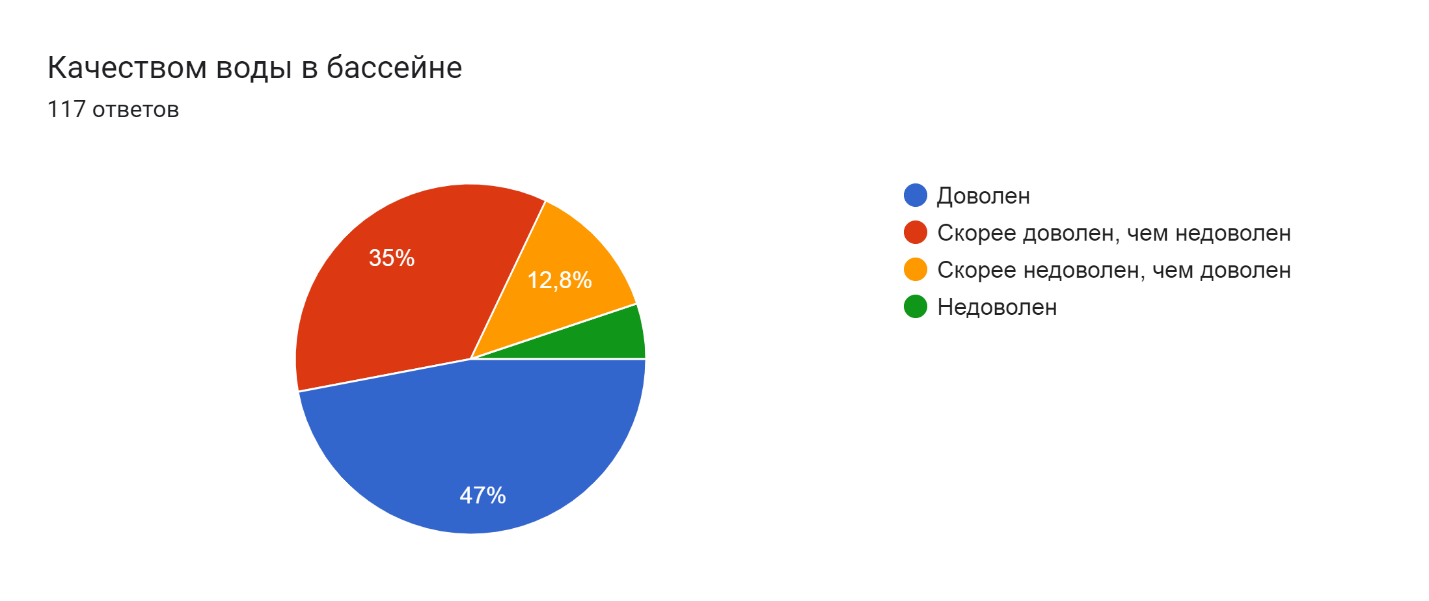 Качеством воды в бассейне
117 ответов
Доволен
Скорее доволен, чем недоволен
Скорее недоволен, чем доволен
Недоволен
35%
12,8%
47%